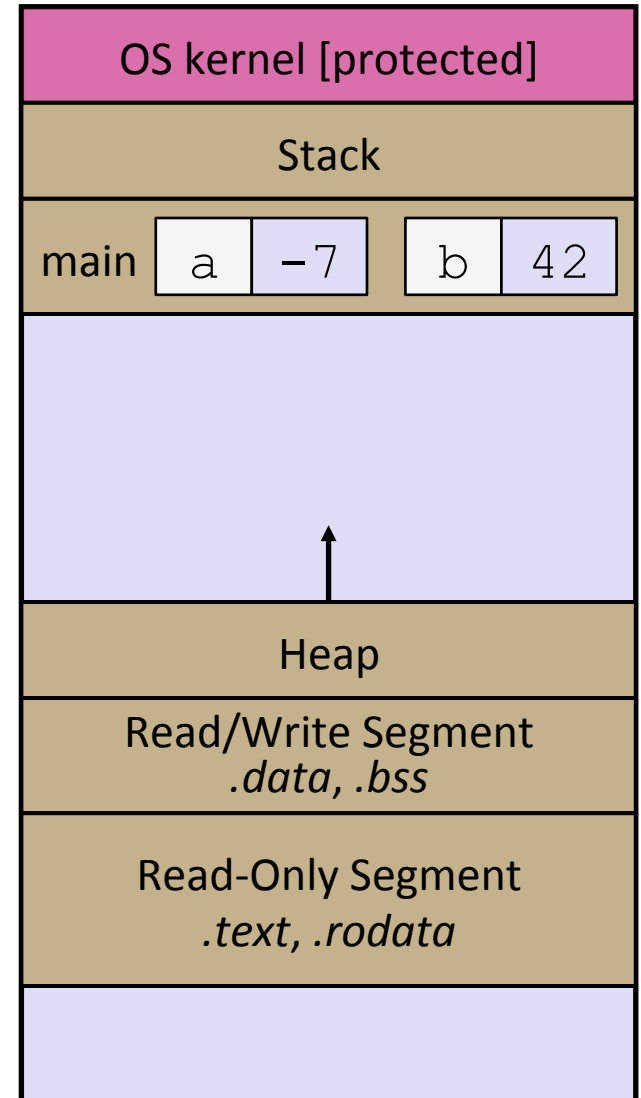 OS kernel [protected]
Stack
main a -7 b 42
Heap
Read/Write Segment
.data, .bss
Read-Only Segment
.text, .rodata